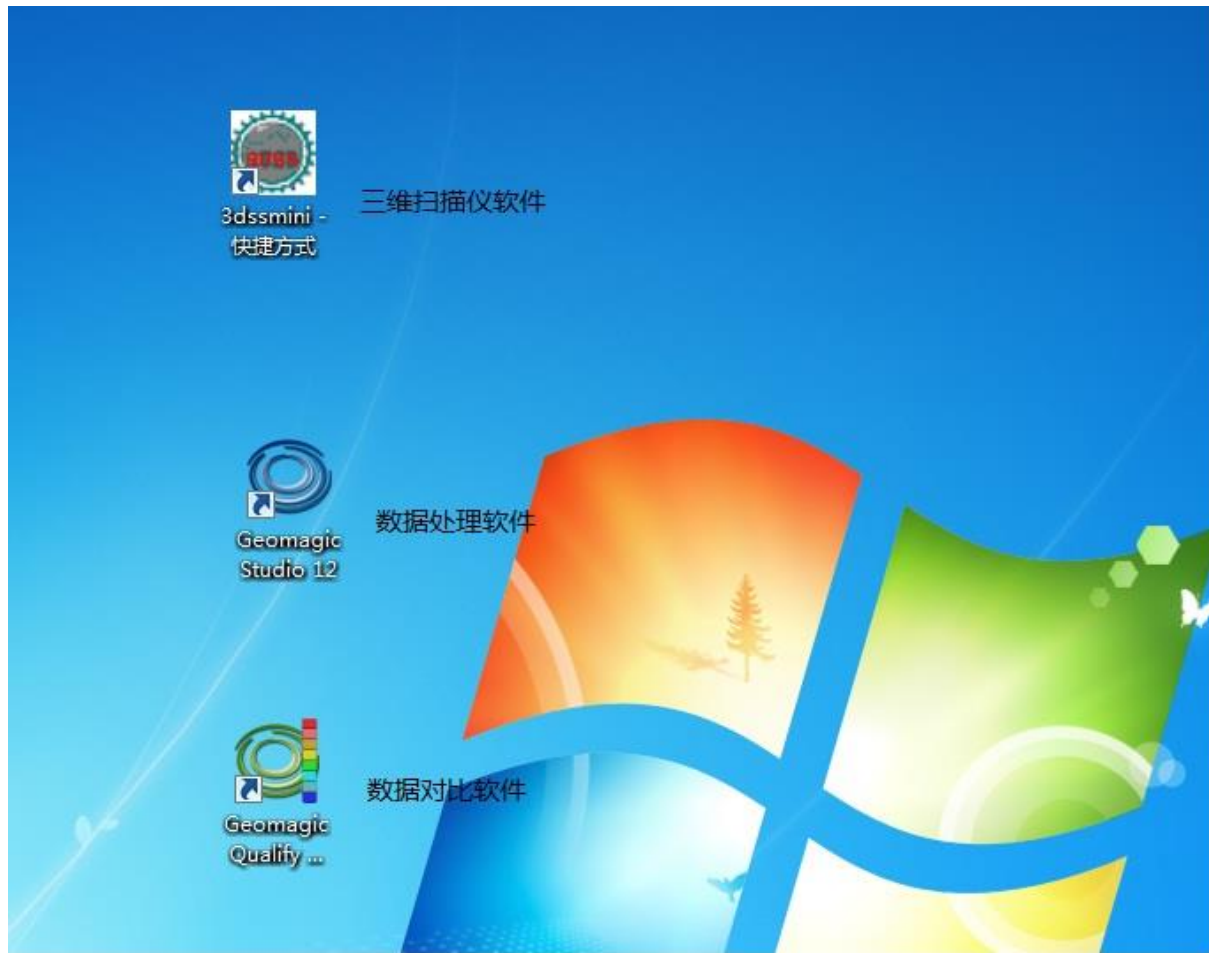 3dssmini -
快捷方式
三维扫描仪软件
Geomagic
Studio 12
数据处理软件
Geomagic
Qualify ...
数据对比软件